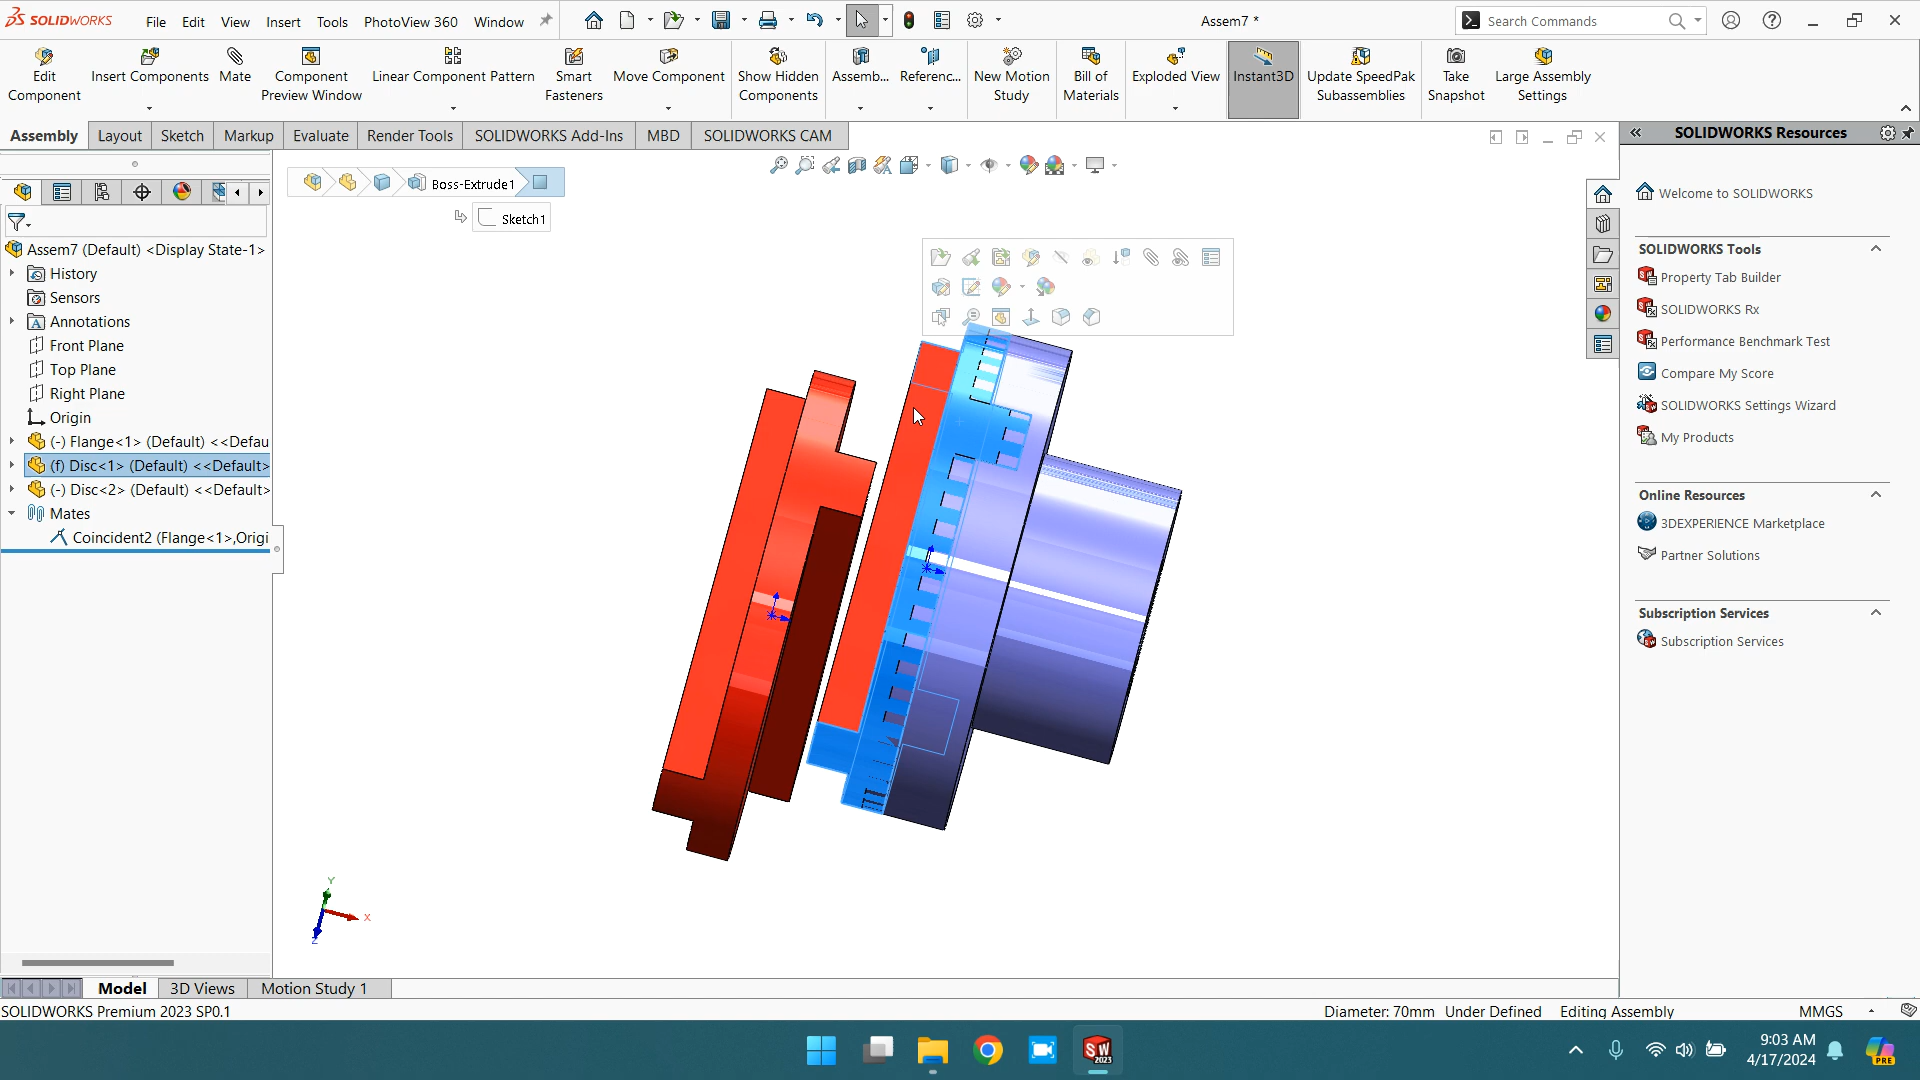 SOLIDWORKS
File Edit View Insert Tools PhotoView 360 Window
Assem7 *
Search Commands
Edit Component
Insert Components
Mate
Component Preview Window
Linear Component Pattern
Smart Fasteners
Move Component
Show Hidden Components
Assemb...
Referenc...
New Motion Study
Bill of Materials
Exploded View
Instant3D
Update SpeedPak Subassemblies
Take Snapshot
Large Assembly Settings
Assembly Layout Sketch Markup Evaluate Render Tools SOLIDWORKS Add-Ins MBD SOLIDWORKS CAM
Boss-Extrude1
Sketch1
Assem7 (Default) <Display State-1>
History
Sensors
Annotations
Front Plane
Top Plane
Right Plane
Origin
(-) Flange<1> (Default) <<Defau
(f) Disc<1> (Default) <<Default>
(-) Disc<2> (Default) <<Default>
Mates
Coincident2 (Flange<1>,Origi
Y
X
Z
SOLIDWORKS Resources
Welcome to SOLIDWORKS
SOLIDWORKS Tools
Property Tab Builder
SOLIDWORKS Rx
Performance Benchmark Test
Compare My Score
SOLIDWORKS Settings Wizard
My Products
Online Resources
3DEXPERIENCE Marketplace
Partner Solutions
Subscription Services
Subscription Services
Model 3D Views Motion Study 1
SOLIDWORKS Premium 2023 SP0.1
Diameter: 70mm Under Defined Editing Assembly MMGS
SW
2023
9:03 AM
4/17/2024
PRE